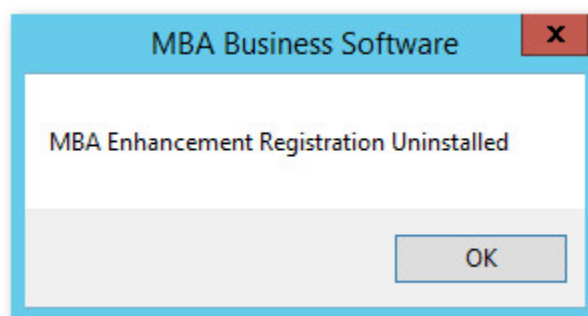 MBA Business Software
x
MBA Enhancement Registration Uninstalled
OK